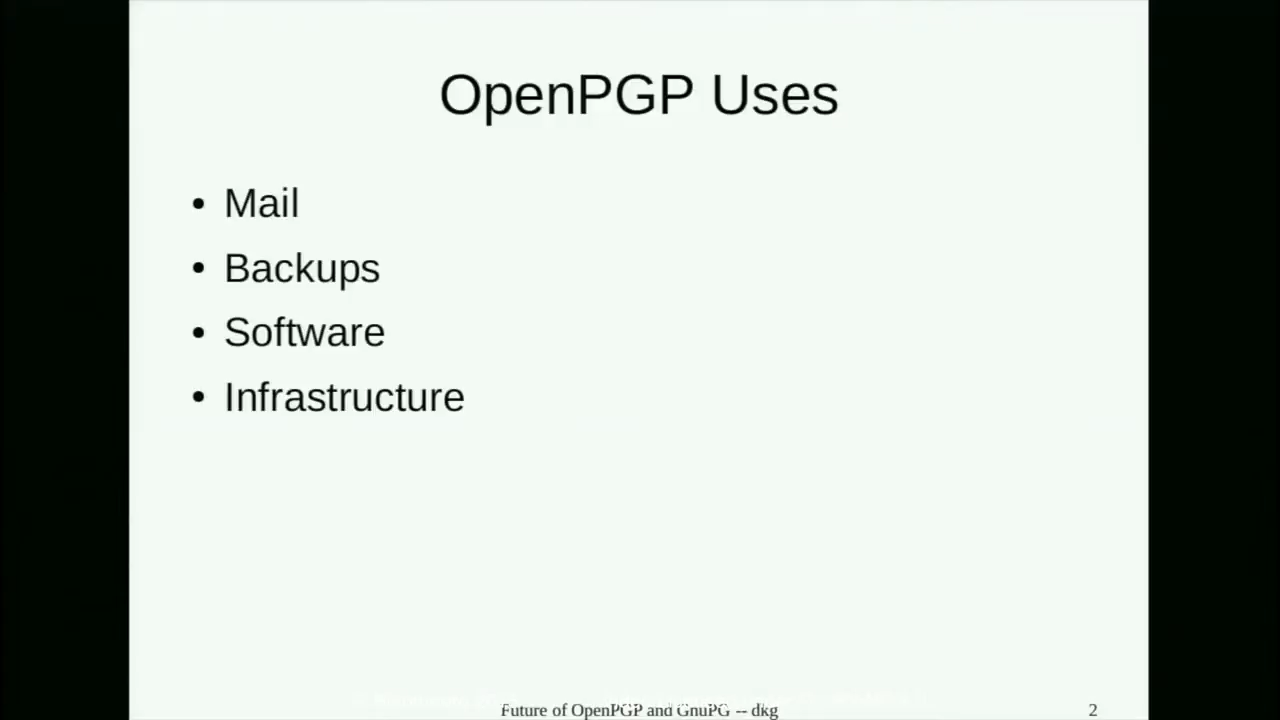 OpenPGP Uses
• Mail
• Backups
• Software
• Infrastructure
Future of OpenPGP and GnuPG -- dkg
2